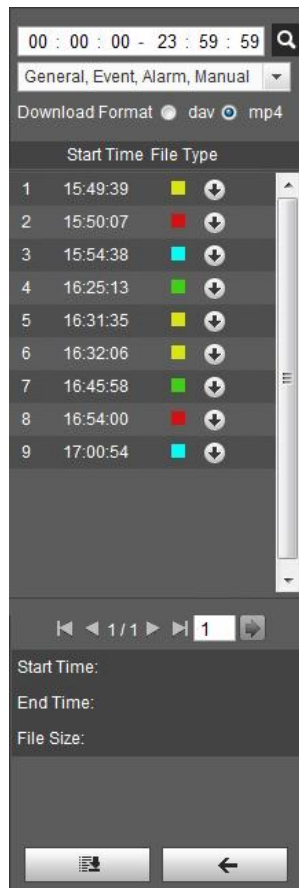 00 : 00 : 00 - 23 : 59 : 59
General, Event, Alarm, Manual
Download Format dav mp4
Start Time File Type
1 15:49:39
2 15:50:07
3 15:54:38
4 16:25:13
5 16:31:35
6 16:32:06
7 16:45:58
8 16:54:00
9 17:00:54
1 / 1 1
Start Time:
End Time:
File Size: